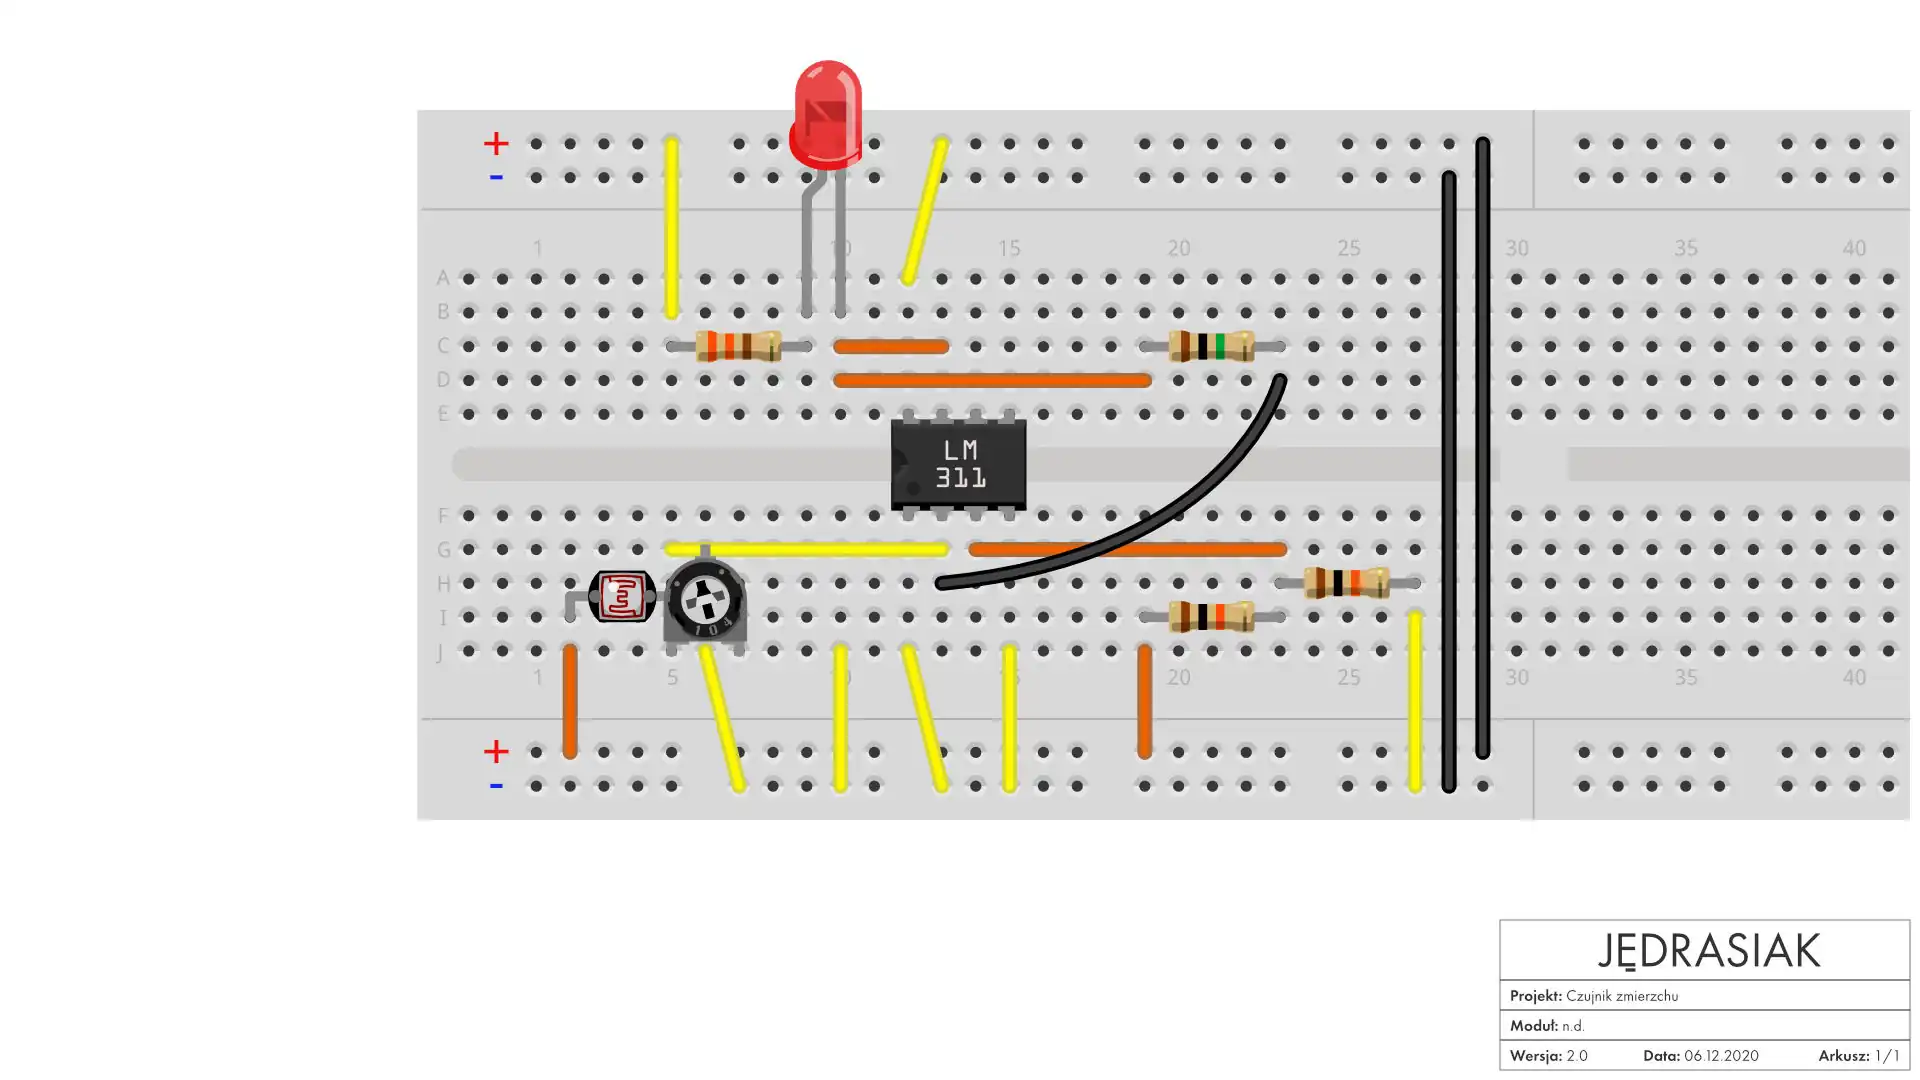 +
-
1 10 15 20 25 30 35 40
A
B
C
D
E
LM
311
F
G
H
I
J
104
1 5 10 15 20 25 30 35 40
+
-
JĘDRASIAK
Projekt: Czujnik zmierzchu
Moduł: n.d.
Wersja: 2.0 Data: 06.12.2020 Arkusz: 1/1